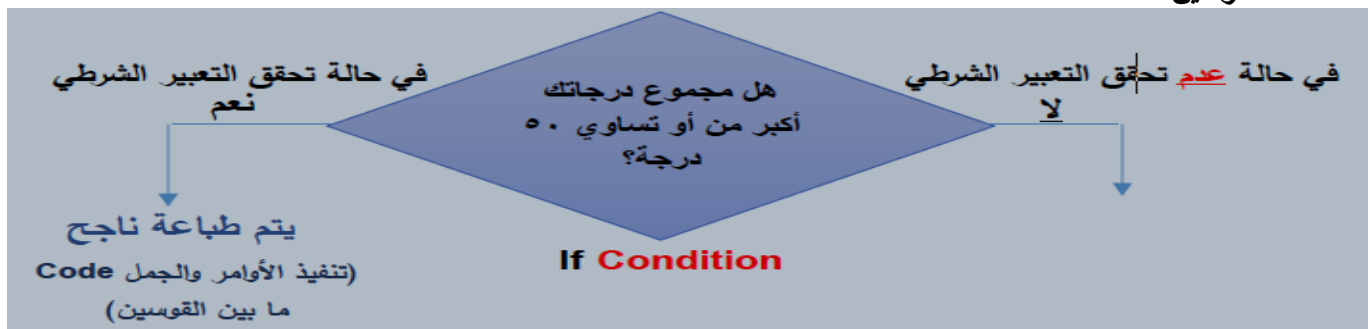 في حالة عدم تحقق التعبير الشرطي
لا
هل مجموع درجاتك
أكبر من أو تساوي ٥٠
درجة؟
في حالة تحقق التعبير الشرطي
نعم
يتم طباعة ناجح
(تنفيذ الأوامر والجمل Code
ما بين القوسين)
If Condition